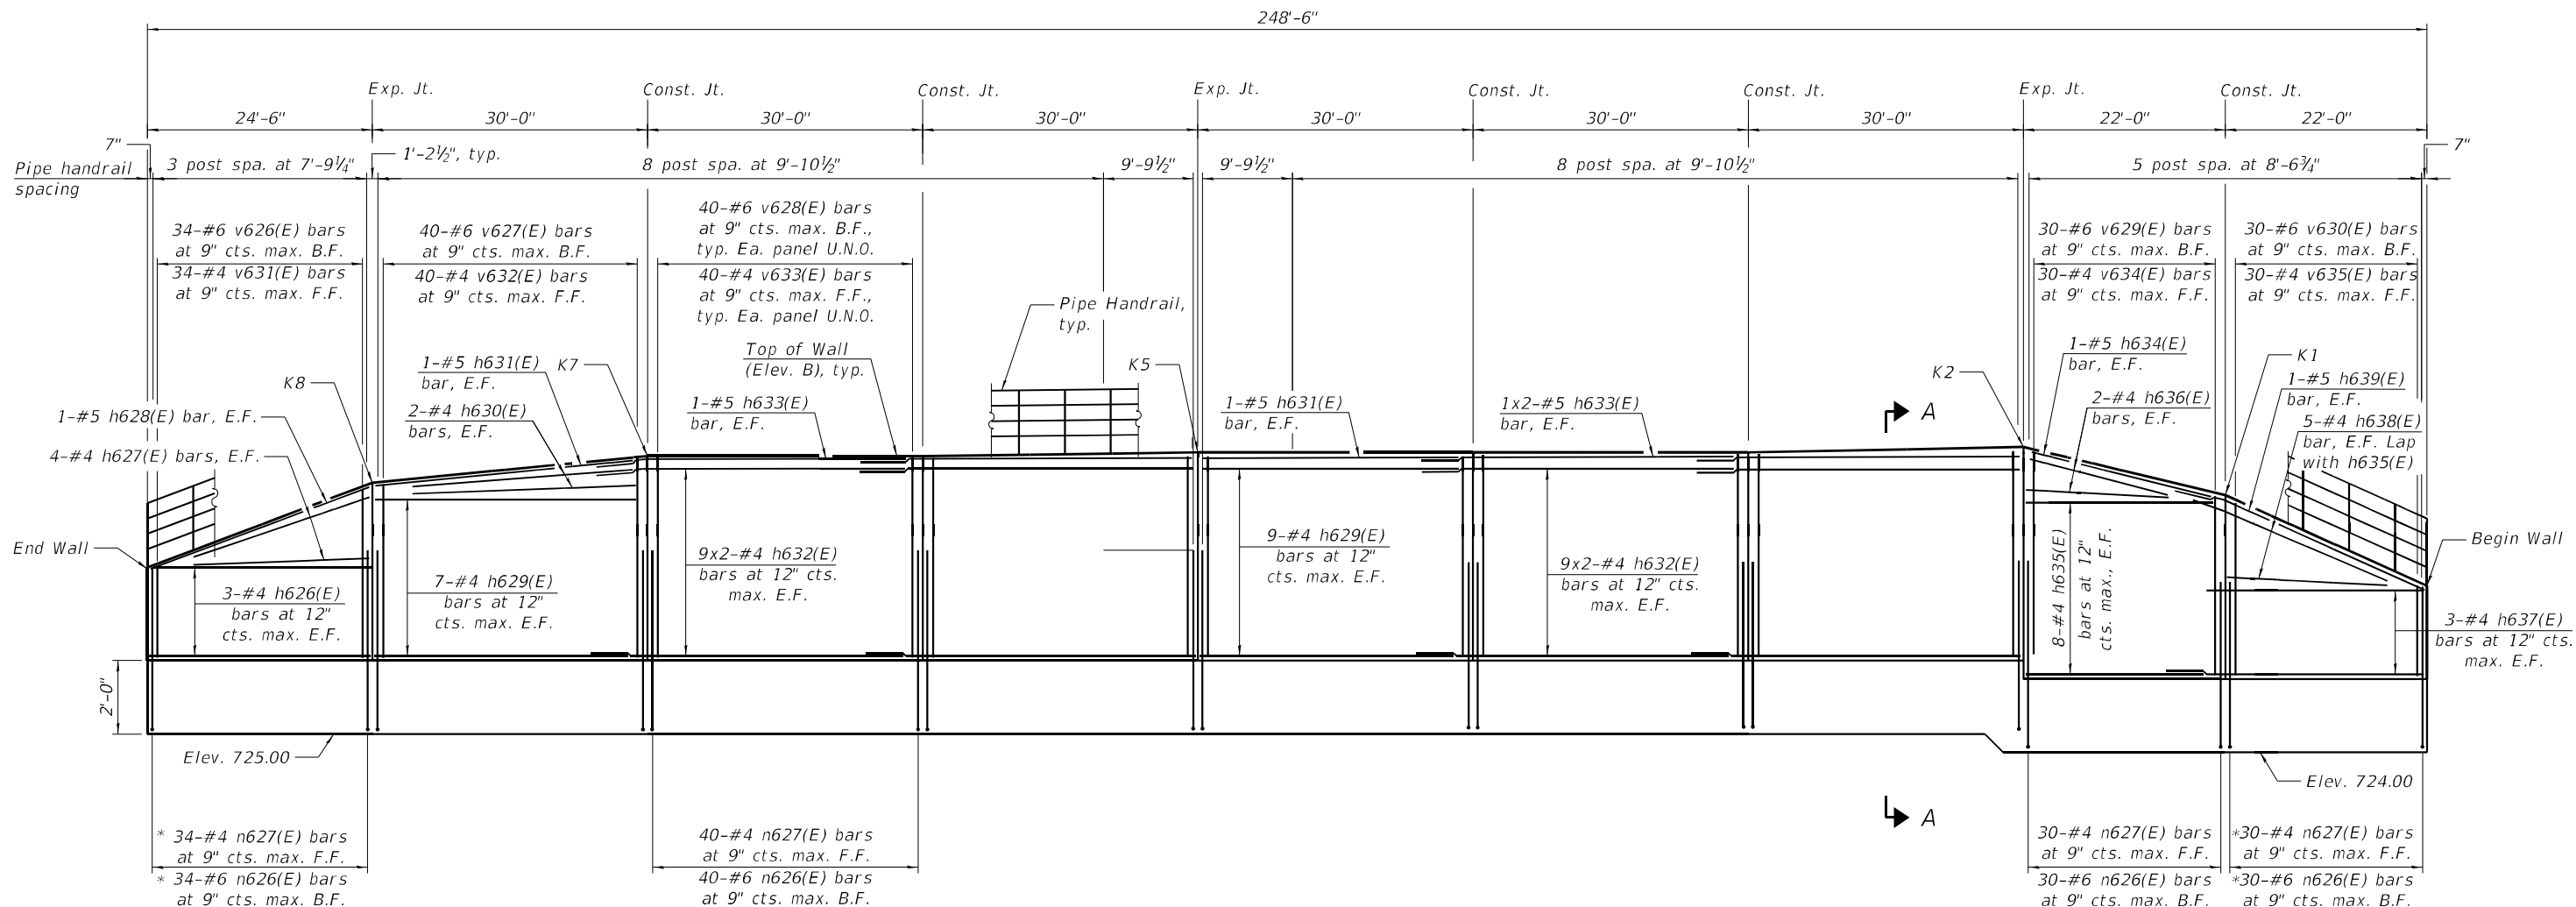 248'-6"
Exp. Jt.
Const. Jt.
Const. Jt.
Exp. Jt.
Const. Jt.
Const. Jt.
Exp. Jt.
Const. Jt.
24'-6"
30'-0"
30'-0"
30'-0"
30'-0"
30'-0"
30'-0"
22'-0"
22'-0"
7"
1'-2½", typ.
7"
Pipe handrail
spacing
3 post spa. at 7'-9¼"
8 post spa. at 9'-10½"
9'-9½"
9'-9½"
8 post spa. at 9'-10½"
5 post spa. at 8'-6¾"
34-#6 v626(E) bars
at 9" cts. max. B.F.
34-#4 v631(E) bars
at 9" cts. max. F.F.
40-#6 v627(E) bars
at 9" cts. max. B.F.
40-#4 v632(E) bars
at 9" cts. max. F.F.
40-#6 v628(E) bars
at 9" cts. max. B.F.,
typ. Ea. panel U.N.O.
40-#4 v633(E) bars
at 9" cts. max. F.F.,
typ. Ea. panel U.N.O.
30-#6 v629(E) bars
at 9" cts. max. B.F.
30-#4 v634(E) bars
at 9" cts. max. F.F.
30-#6 v630(E) bars
at 9" cts. max. B.F.
30-#4 v635(E) bars
at 9" cts. max. F.F.
Pipe Handrail,
typ.
K8
1-#5 h631(E)
bar, E.F.
K7
Top of Wall
(Elev. B), typ.
K5
K2
1-#5 h634(E)
bar, E.F.
K1
1-#5 h628(E) bar, E.F.
4-#4 h627(E) bars, E.F.
2-#4 h630(E)
bars, E.F.
1-#5 h633(E)
bar, E.F.
1-#5 h631(E)
bar, E.F.
1x2-#5 h633(E)
bar, E.F.
A
2-#4 h636(E)
bars, E.F.
1-#5 h639(E)
bar, E.F.
5-#4 h638(E)
bar, E.F. Lap
with h635(E)
End Wall
Begin Wall
3-#4 h626(E)
bars at 12"
cts. max. E.F.
7-#4 h629(E)
bars at 12"
cts. max. E.F.
9x2-#4 h632(E)
bars at 12" cts.
max. E.F.
9-#4 h629(E)
bars at 12"
cts. max. E.F.
9x2-#4 h632(E)
bars at 12" cts.
max. E.F.
8-#4 h635(E)
bars at 12"
cts. max., E.F.
3-#4 h637(E)
bars at 12" cts.
max. E.F.
2'-0"
Elev. 725.00
Elev. 724.00
A
* 34-#4 n627(E) bars
at 9" cts. max. F.F.
* 34-#6 n626(E) bars
at 9" cts. max. B.F.
40-#4 n627(E) bars
at 9" cts. max. F.F.
40-#6 n626(E) bars
at 9" cts. max. B.F.
30-#4 n627(E) bars
at 9" cts. max. F.F.
30-#6 n626(E) bars
at 9" cts. max. B.F.
*30-#4 n627(E) bars
at 9" cts. max. F.F.
*30-#6 n626(E) bars
at 9" cts. max. B.F.